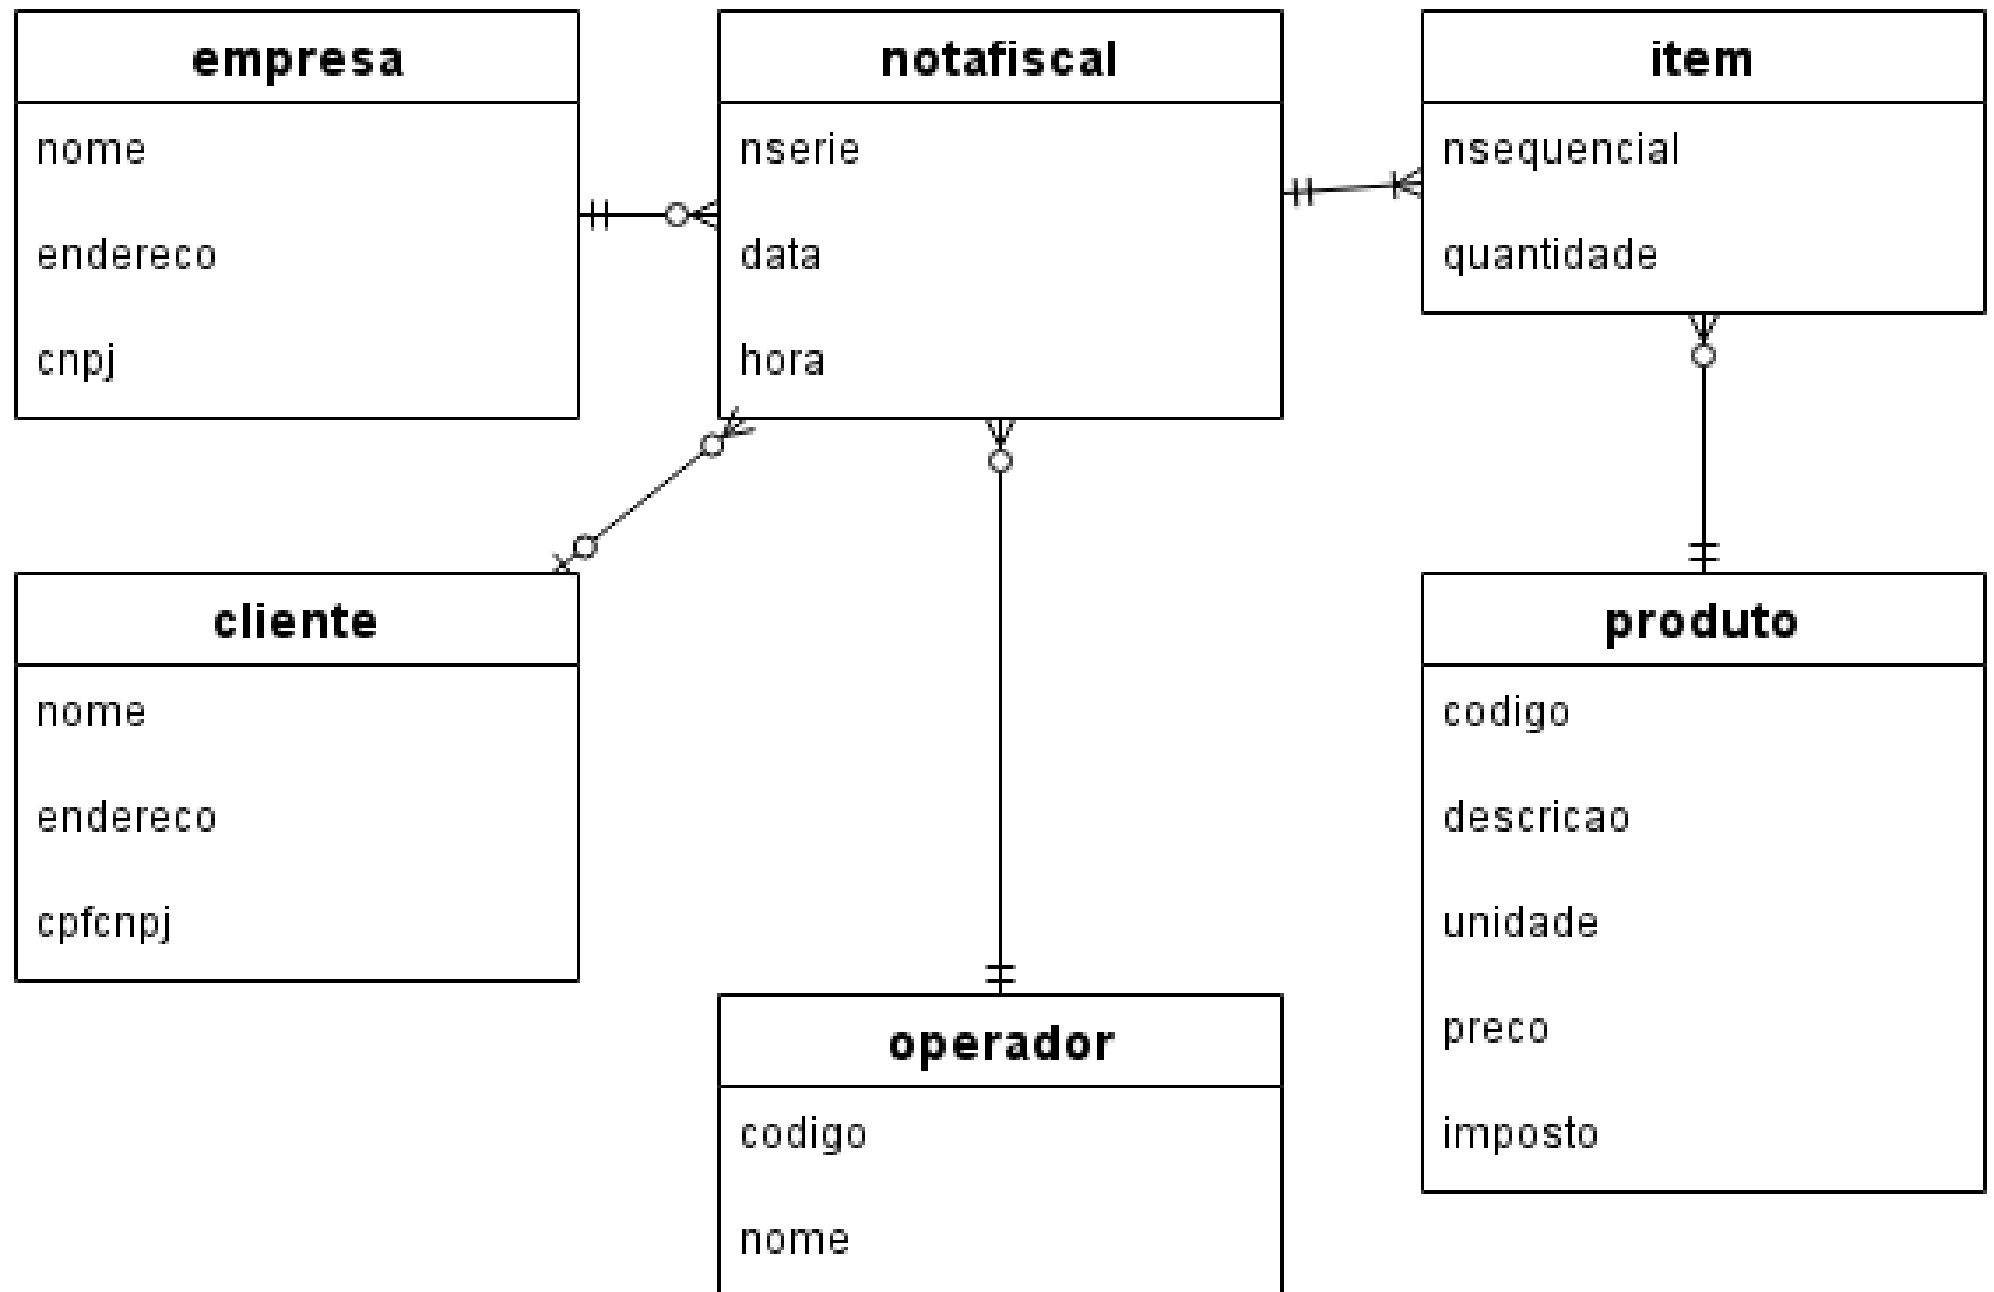 empresa
nome
endereco
cnpj
notafiscal
nserie
data
hora
item
nsequencial
quantidade
cliente
nome
endereco
cpfcnpj
operador
codigo
nome
produto
codigo
descricao
unidade
preco
imposto